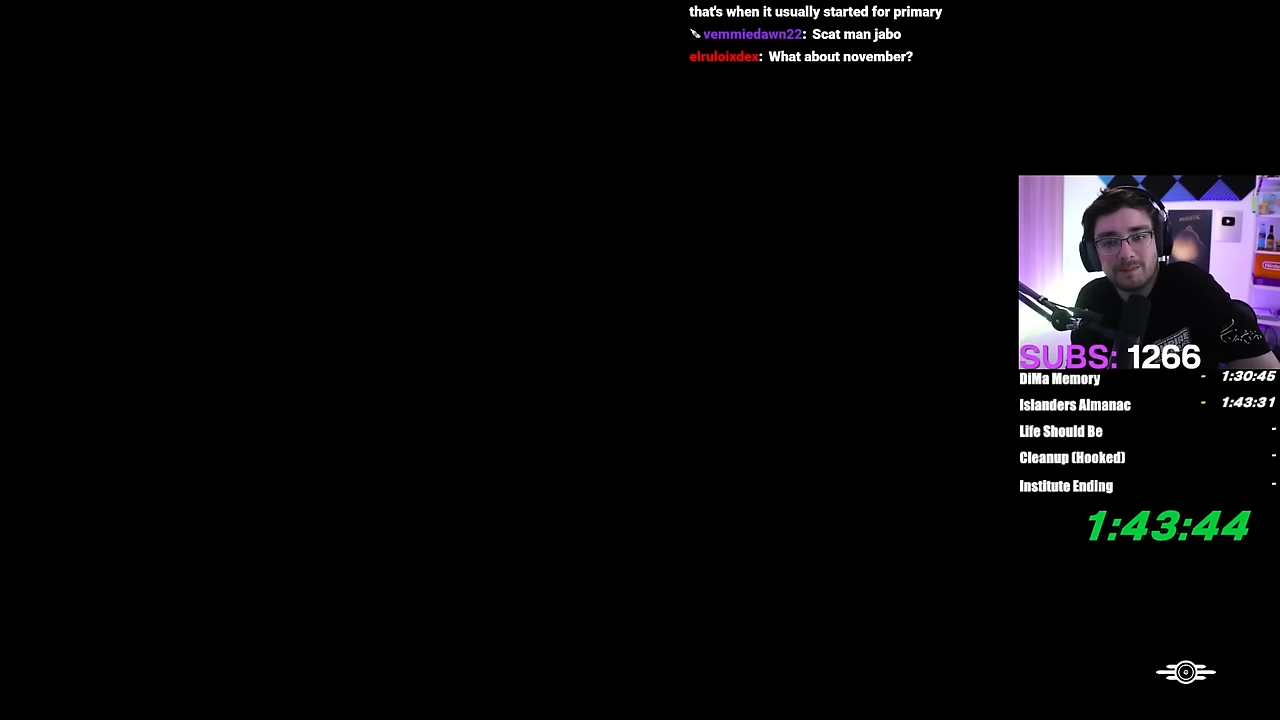 that's when it usually started for primary
vemmiedawn22: Scat man jabo
elruloixdex: What about november?
SUBS: 1266
DiMa Memory - 1:30:45
Islanders Almanac - 1:43:31
Life Should Be -
Cleanup (Hooked) -
Institute Ending -
1:43:44